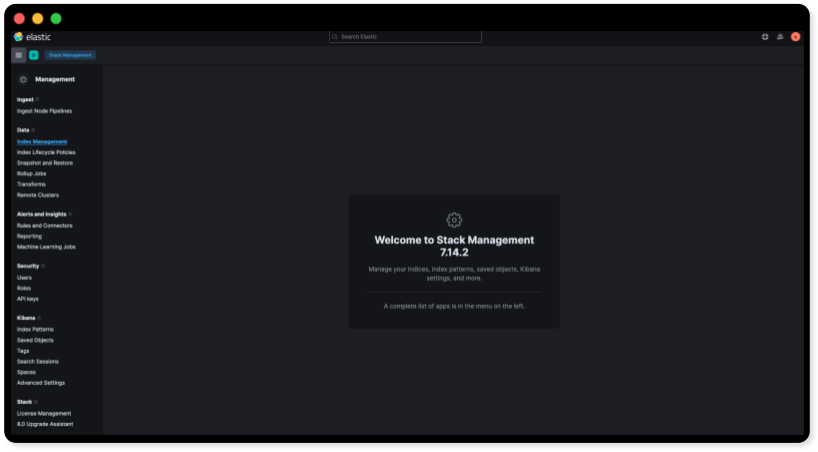 elastic
Search Elastic
Stack Management
Management
Ingest
Ingest Node Pipelines
Data
Index Management
Index Lifecycle Policies
Snapshot and Restore
Rollup Jobs
Transforms
Remote Clusters
Alerts and Insights
Rules and Connectors
Reporting
Machine Learning Jobs
Security
Users
Roles
API keys
Kibana
Index Patterns
Saved Objects
Tags
Search Sessions
Spaces
Advanced Settings
Stack
License Management
8.0 Upgrade Assistant
Welcome to Stack Management
7.14.2
Manage your indices, index patterns, saved objects, Kibana
settings, and more.
A complete list of apps is in the menu on the left.